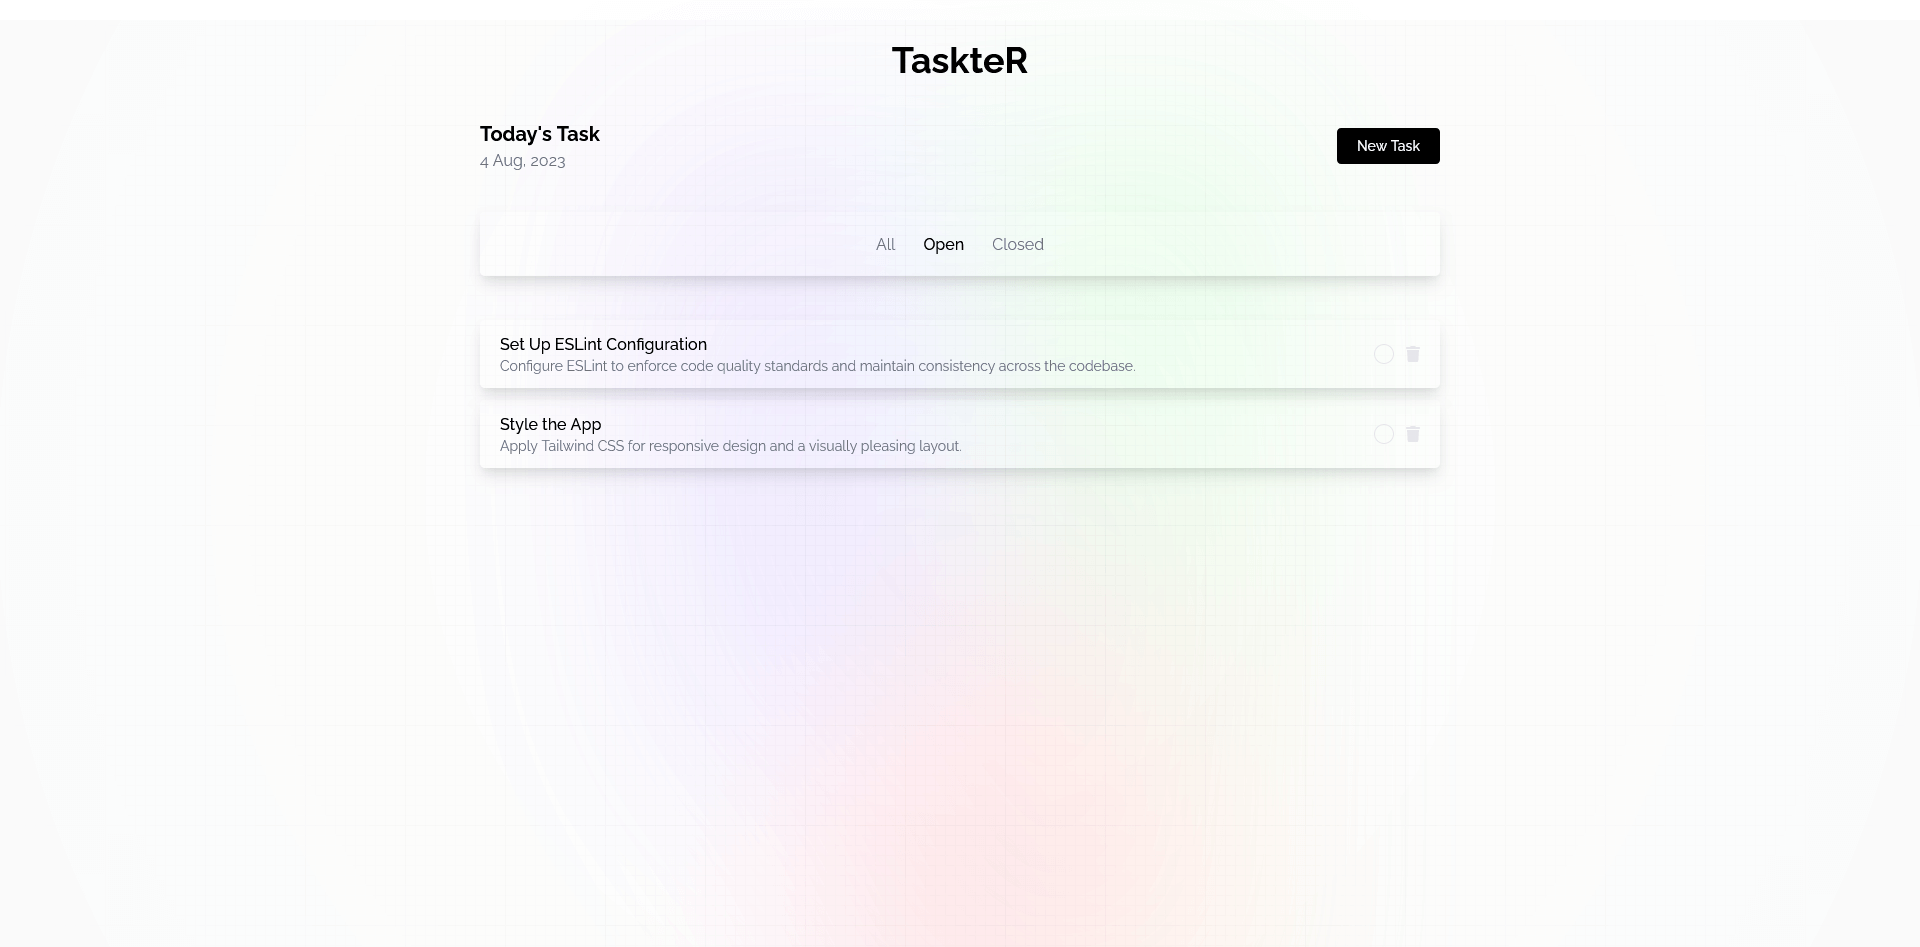 TaskteR
Today's Task
4 Aug, 2023
New Task
All Open Closed
Set Up ESLint Configuration
Configure ESLint to enforce code quality standards and maintain consistency across the codebase.
Style the App
Apply Tailwind CSS for responsive design and a visually pleasing layout.